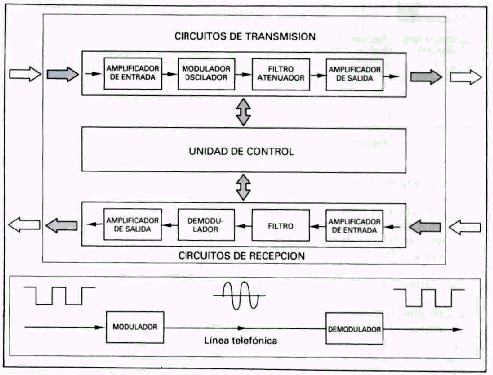 CIRCUITOS DE TRANSMISION
AMPLIFICADOR
DE ENTRADA
MODULADOR
OSCILADOR
FILTRO
ATENUADOR
AMPLIFICADOR
DE SALIDA
UNIDAD DE CONTROL
AMPLIFICADOR
DE SALIDA
DEMODU-
LADOR
FILTRO
AMPLIFICADOR
DE ENTRADA
CIRCUITOS DE RECEPCION
MODULADOR
Línea telefónica
DEMODULADOR